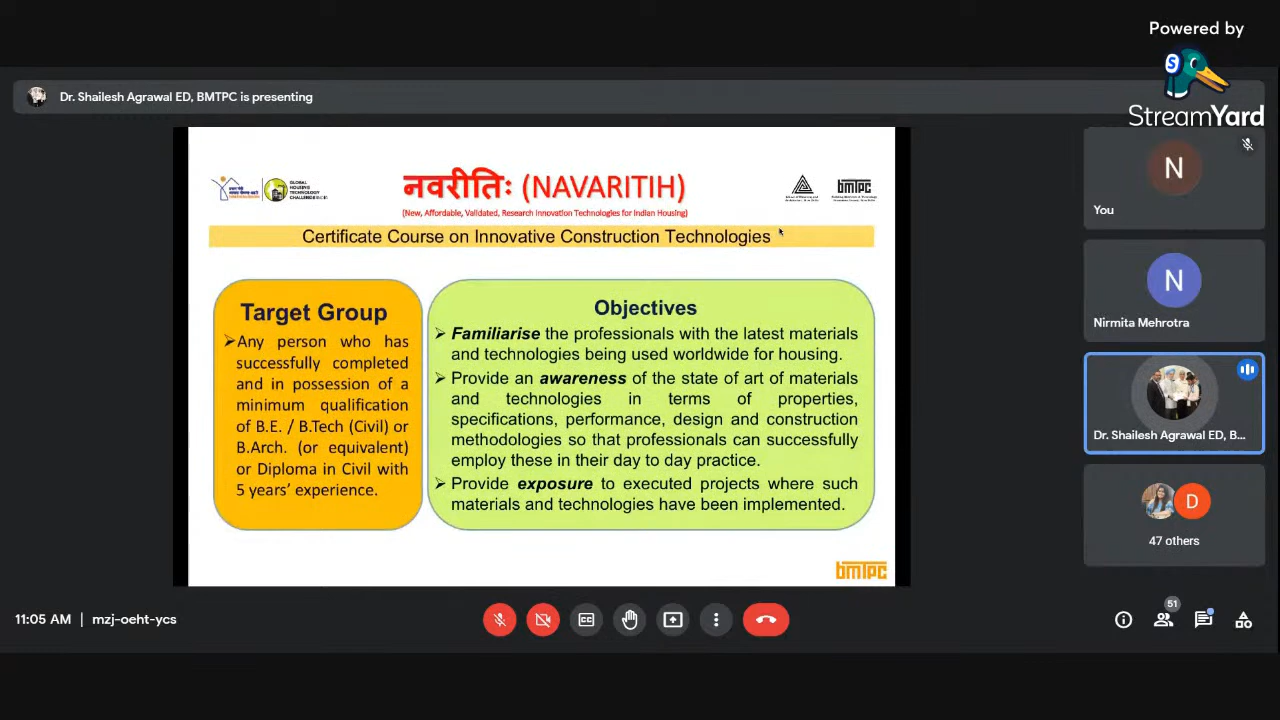 Powered by
StreamYard
Dr. Shailesh Agrawal ED, BMTPC is presenting
GLOBAL
HOUSING
TECHNOLOGY
CHALLENGE INDIA
नवरीतिः (NAVARITIH)
(New, Affordable, Validated, Research Innovation Technologies for Indian Housing)
bmTPC
Certificate Course on Innovative Construction Technologies
Target Group
➢Any person who has
successfully completed
and in possession of a
minimum qualification
of B.E. / B.Tech (Civil) or
B.Arch. (or equivalent)
or Diploma in Civil with
5 years’ experience.
Objectives
➢ Familiarise the professionals with the latest materials
and technologies being used worldwide for housing.
➢ Provide an awareness of the state of art of materials
and technologies in terms of properties,
specifications, performance, design and construction
methodologies so that professionals can successfully
employ these in their day to day practice.
➢ Provide exposure to executed projects where such
materials and technologies have been implemented.
bmTPC
N
You
N
Nirmita Mehrotra
Dr. Shailesh Agrawal ED, B...
D
47 others
11:05 AM | mzj-oeht-ycs
CC
51